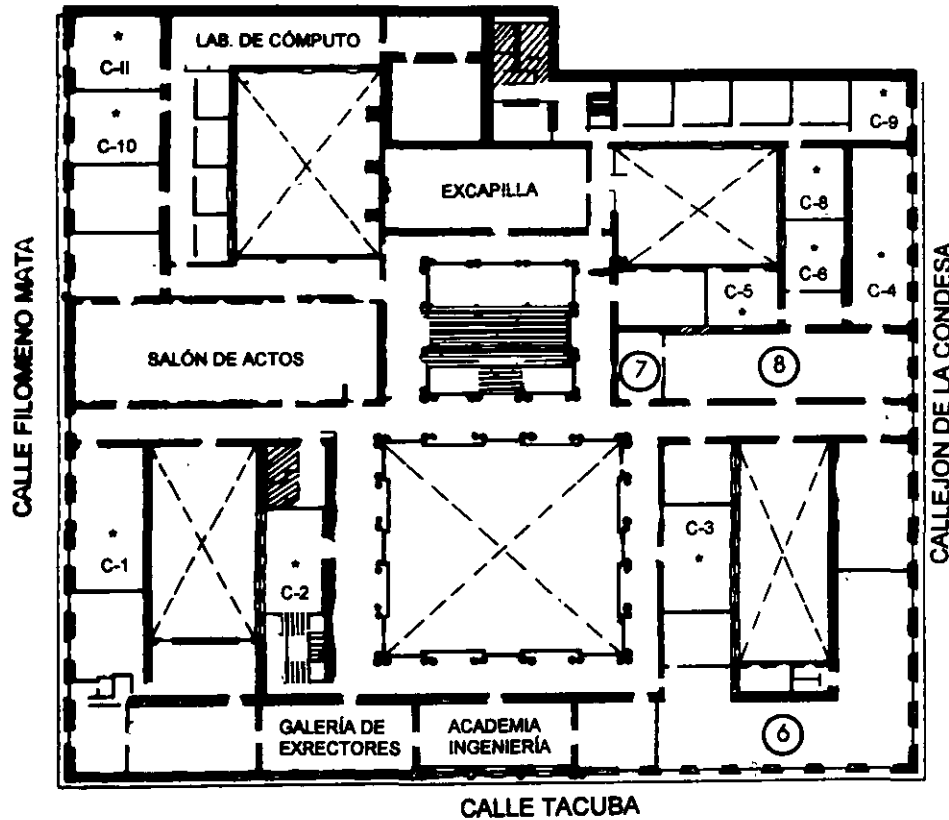 LAB. DE CÓMPUTO
*
C-11
*
C-10
*
C-9
EXCAPILLA
*
C-8
*
C-6
*
C-4
C-5
*
CALLE FILOMENO MATA
SALÓN DE ACTOS
7
8
CALLEJON DE LA CONDESA
*
C-1
*
C-2
C-3
*
GALERÍA DE
EXRECTORES
ACADEMIA
INGENIERÍA
6
CALLE TACUBA